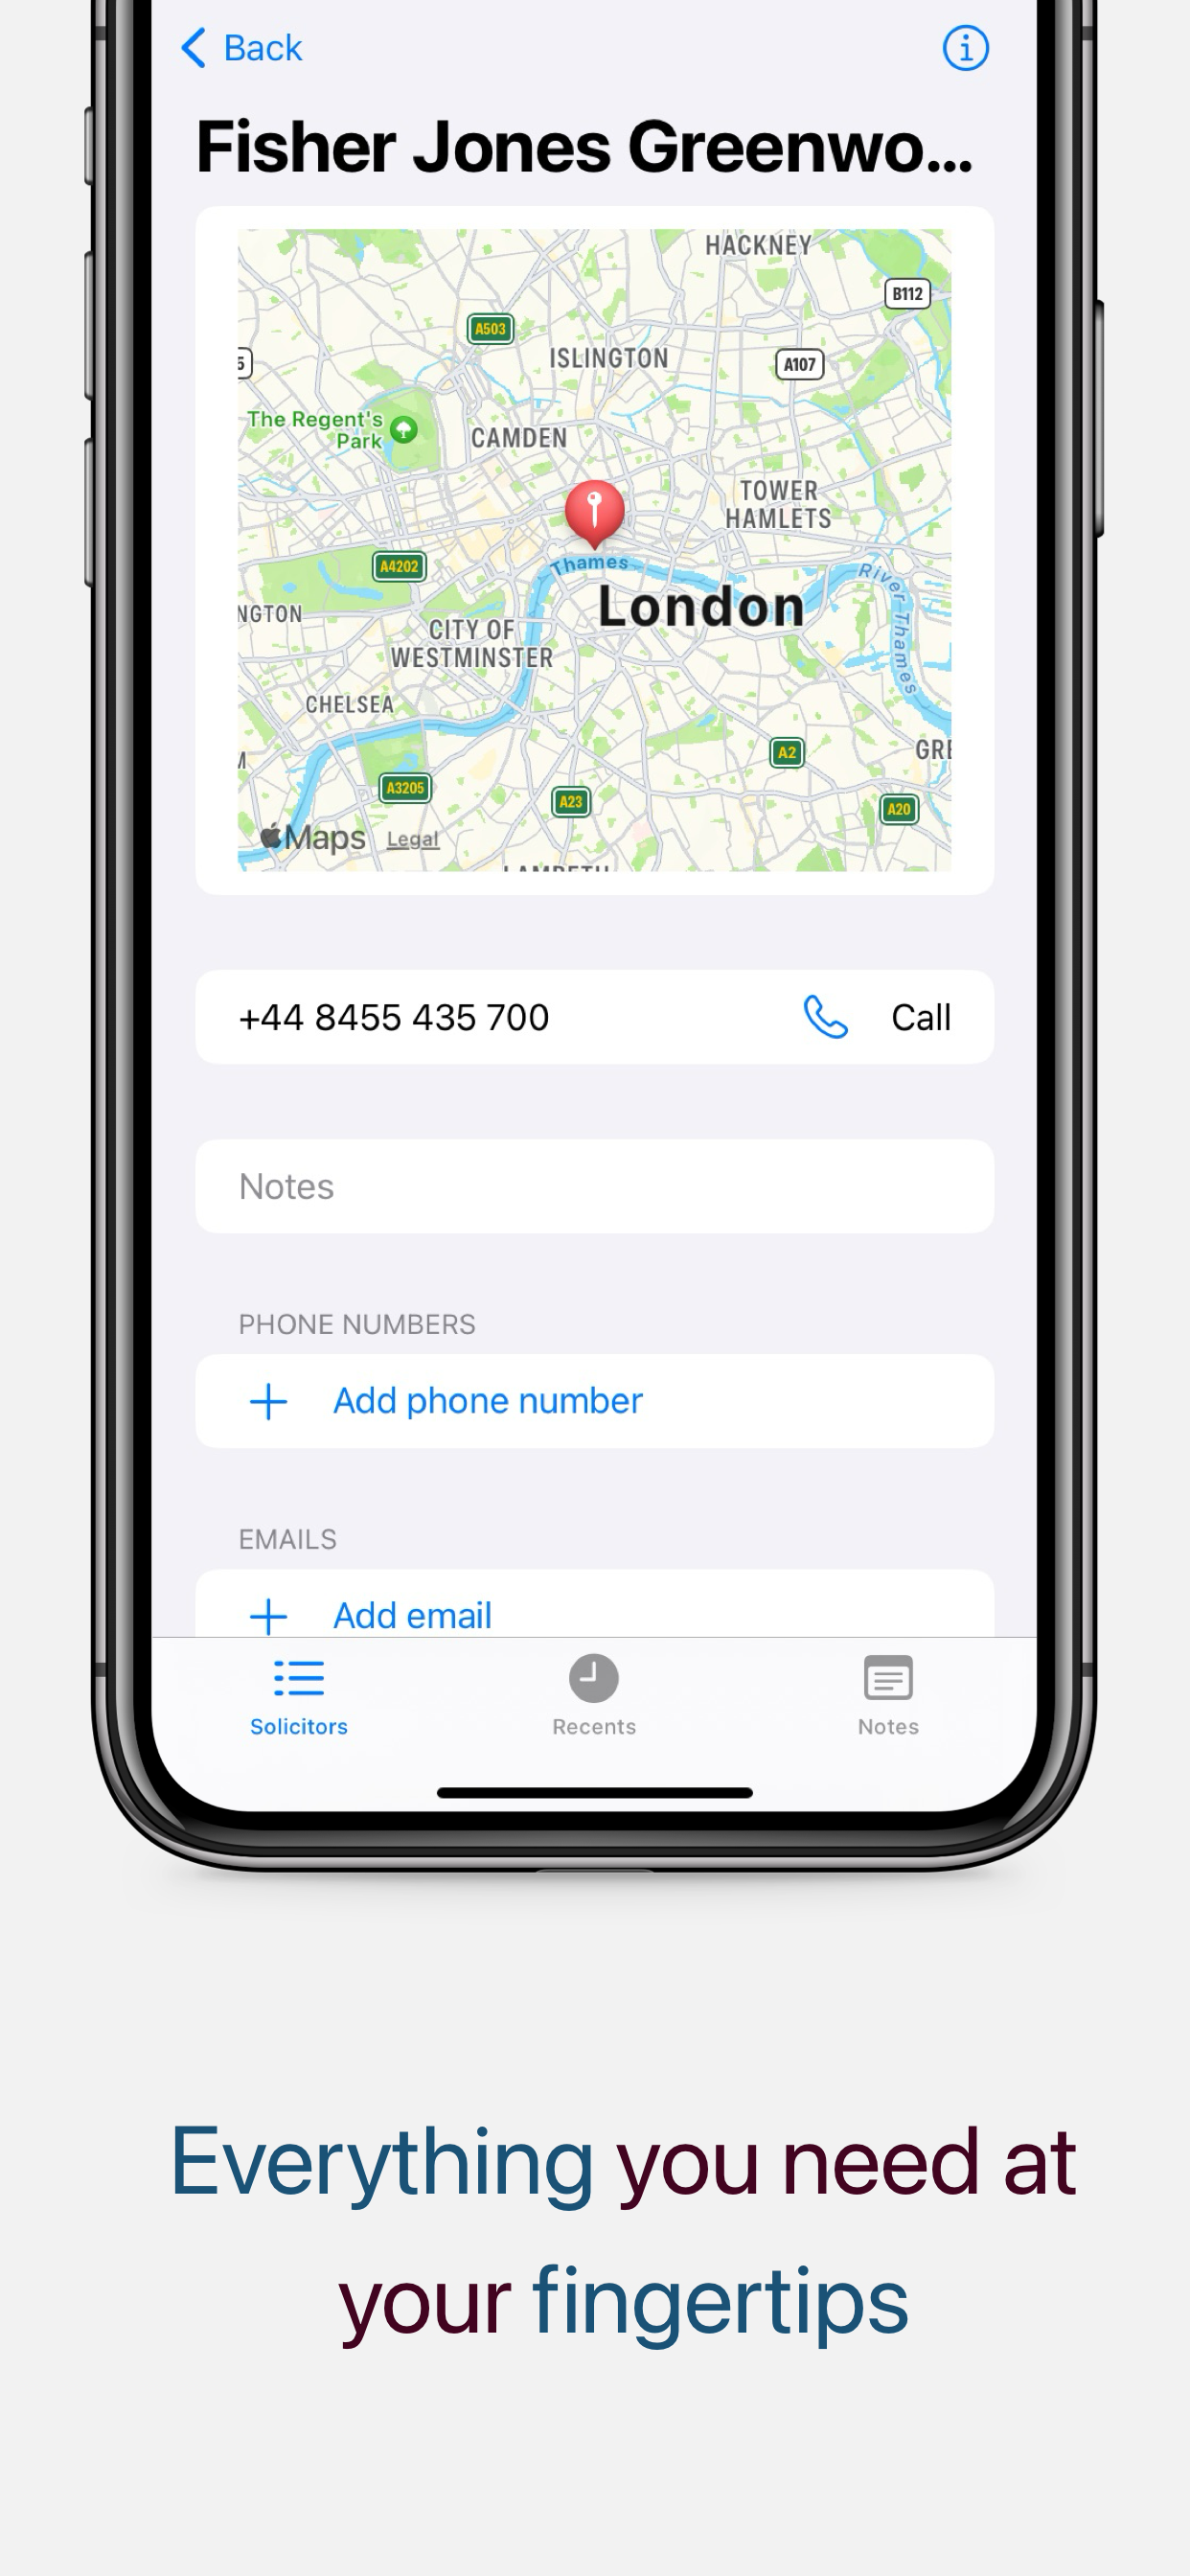 Back
Fisher Jones Greenwo...
HACKNEY
B112
A503
ISLINGTON
A107
5
The Regent's
Park
CAMDEN
TOWER
HAMLETS
A4202
Thames
River Thames
London
NGTON
CITY OF
WESTMINSTER
CHELSEA
A2
GRE
M
A3205
A23
A20
Maps Legal
LAMBETH
+44 8455 435 700 Call
Notes
PHONE NUMBERS
Add phone number
EMAILS
Add email
Solicitors Recents Notes
Everything you need at
your fingertips